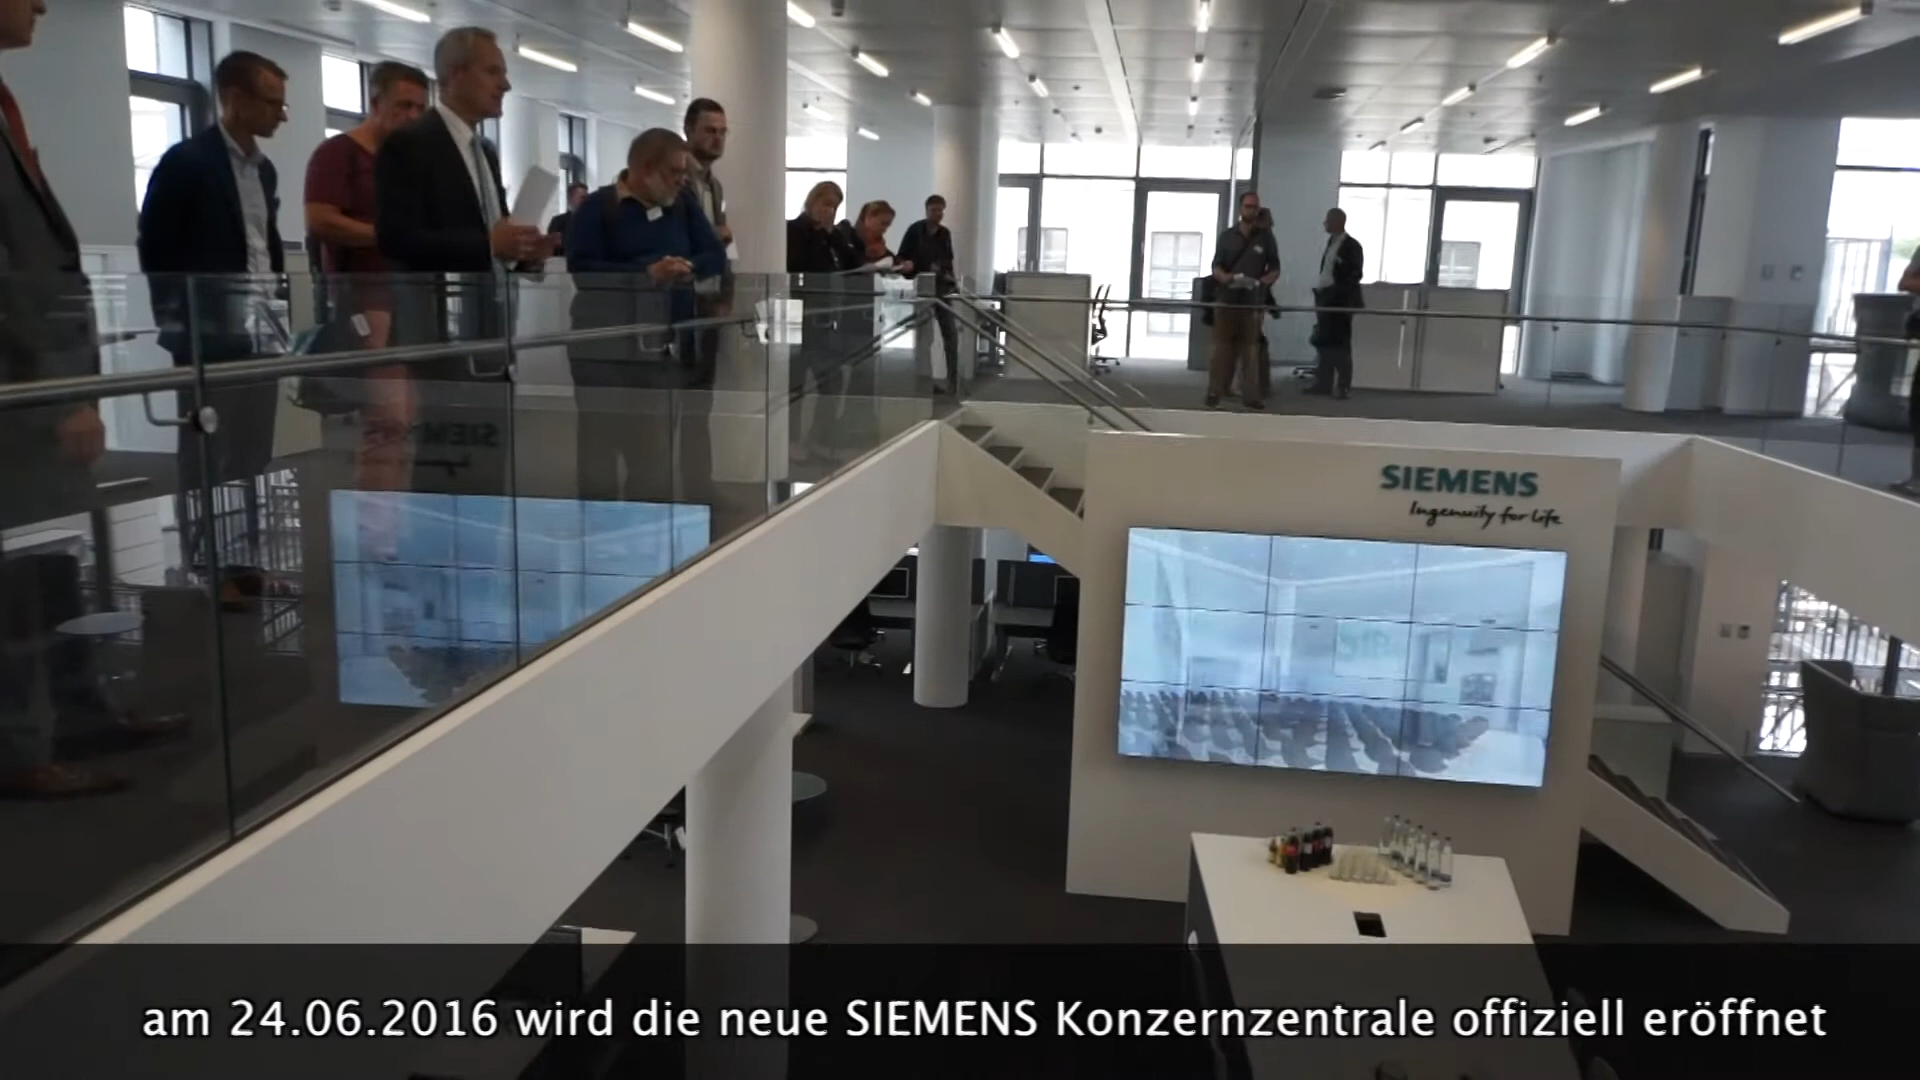 SIEMENS
Ingenuity for life
am 24.06.2016 wird die neue SIEMENS Konzernzentrale offiziell eröffnet